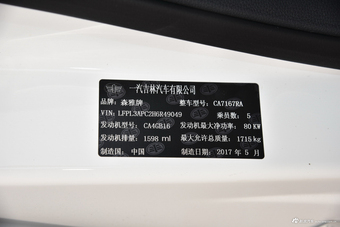 一汽吉林汽车有限公司
品牌：森雅牌 整车型号：CA7167RA
VIN：LFPL3APC2H6R49049
乘员数：5
发动机型号：CA4GB16 发动机最大净功率：80 KW
发动机排量：1598 ml 最大允许总质量：1715kg
制造国：中国 制造日期：2017 年 5 月